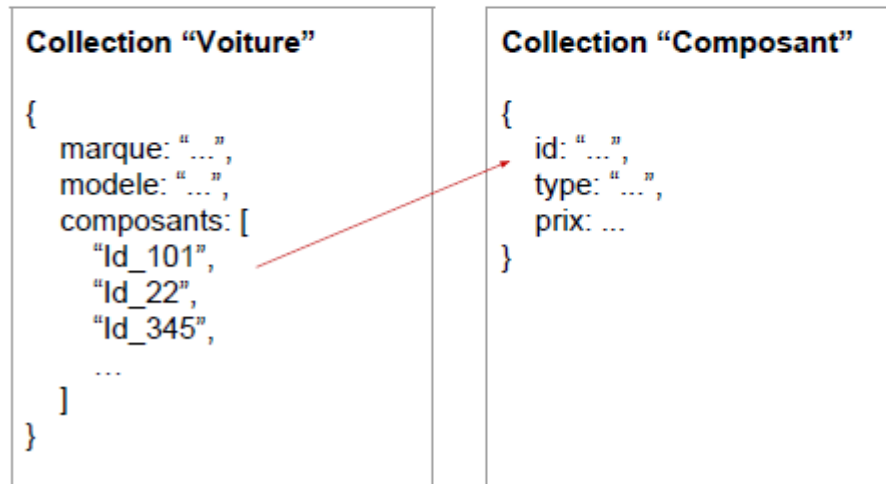 Collection “Voiture”
{
marque: “...”,
modele: “...”,
composants: [
“Id_101”,
“Id_22”,
“Id_345”,
...
]
}
Collection “Composant”
{
id: “...”,
type: “...”,
prix: ...
}